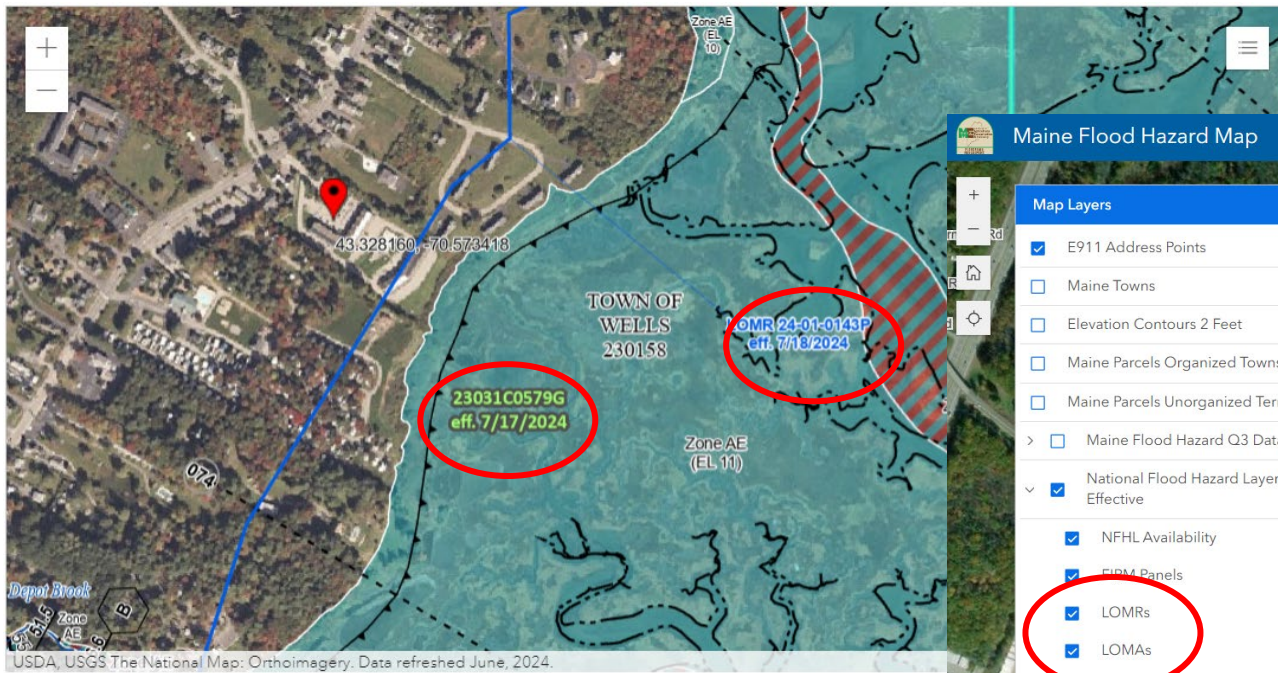 Zone AE
(EL
10)
43.328160, -70.573418
TOWN OF
WELLS
230158
LOMR 24-01-0143P
eff. 7/18/2024
23031C0579G
eff. 7/17/2024
Zone AE
(EL 11)
074
Depot Brook
51.5
Zone
AE
B
USDA, USGS The National Map: Orthoimagery. Data refreshed June, 2024.
Maine Flood Hazard Map
Map Layers
E911 Address Points
Maine Towns
Elevation Contours 2 Feet
Maine Parcels Organized Towns
Maine Parcels Unorganized
Maine Flood Hazard Q3
National Flood Hazard Layer
Effective
NFHL Availability
FIRM Panels
LOMRs
LOMAs